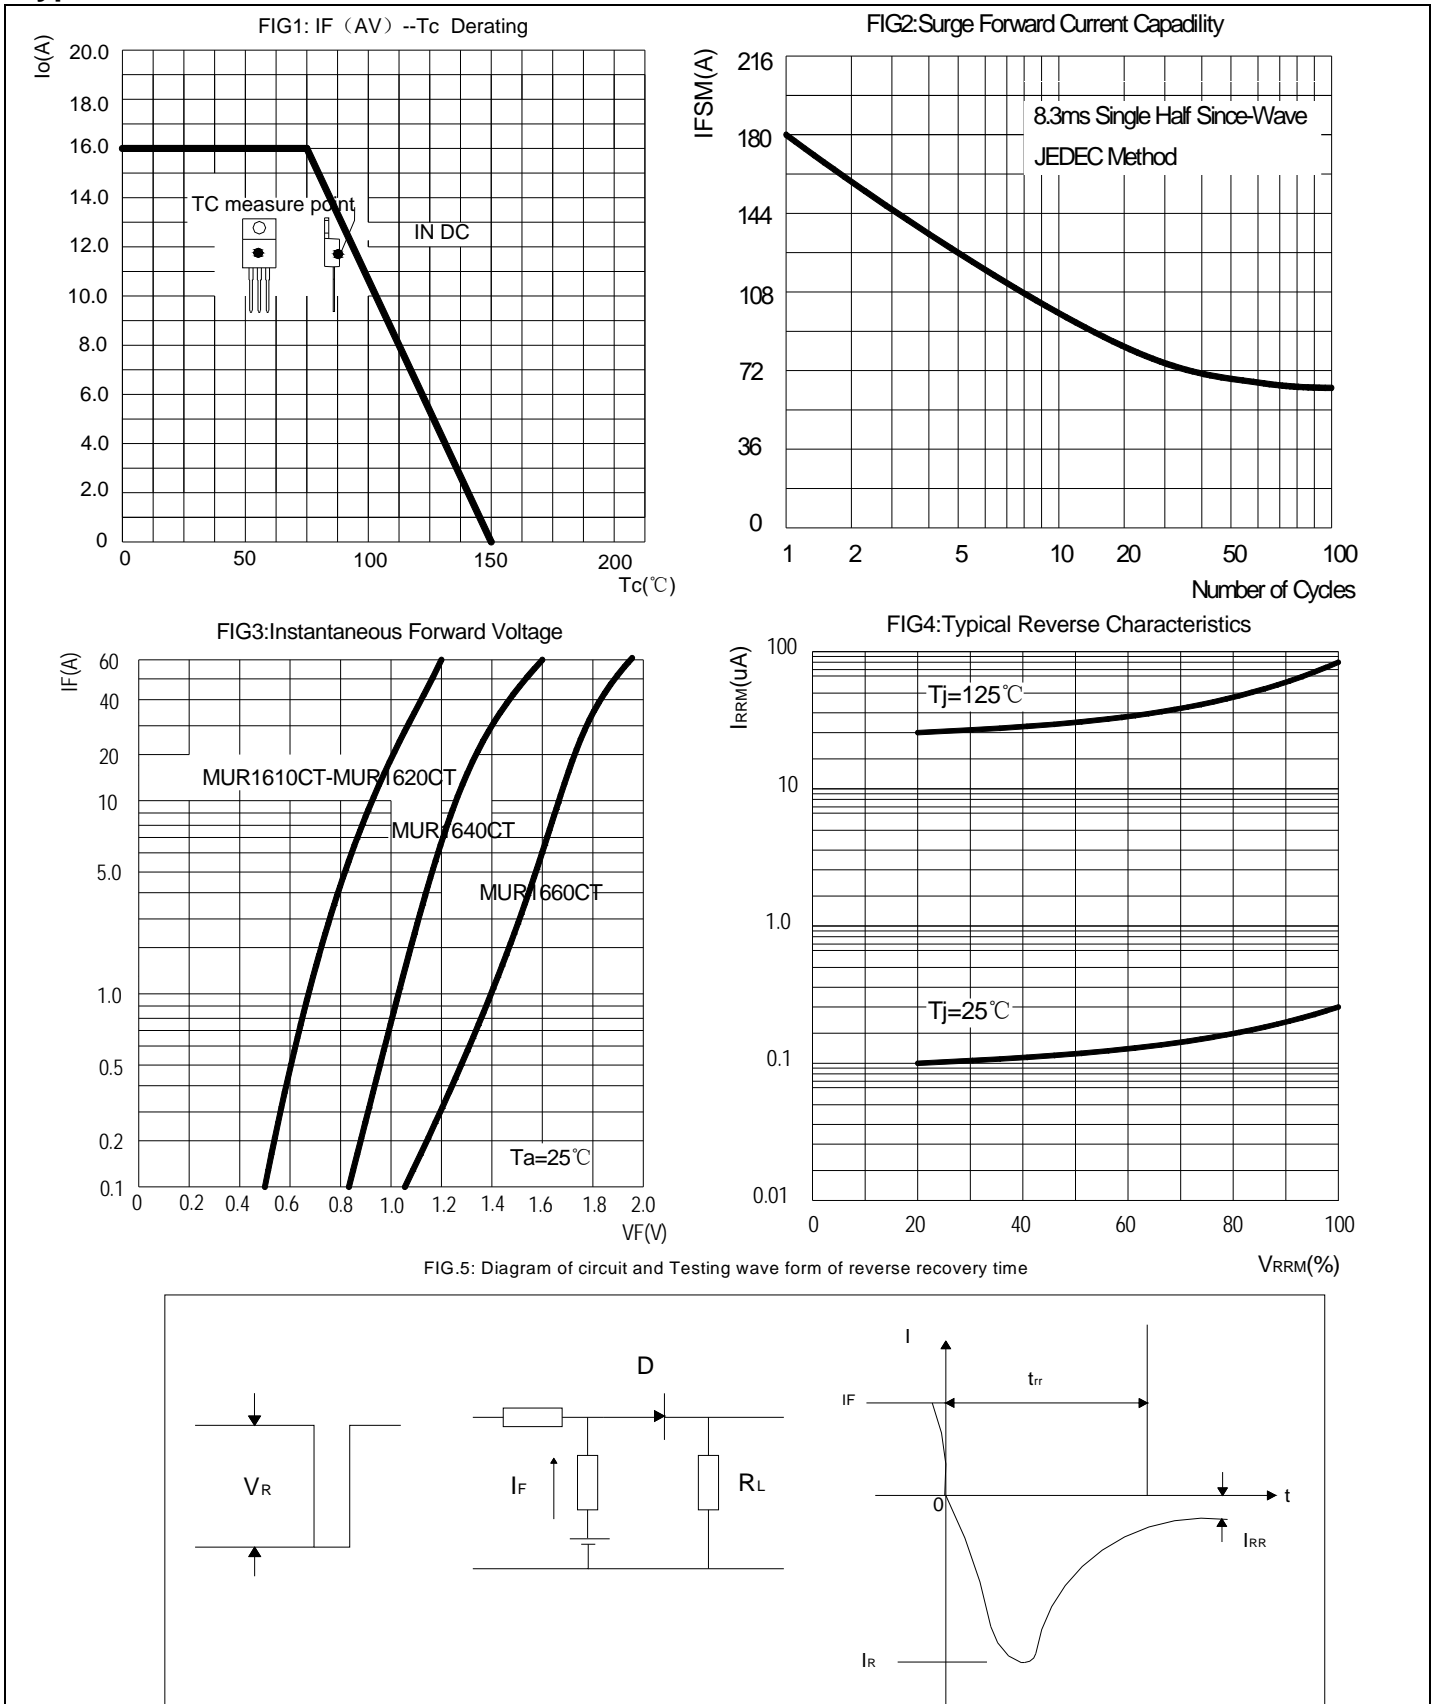 FIG1: IF（AV）--Tc Derating
Io(A)
20.0
18.0
16.0
14.0
12.0
10.0
8.0
6.0
4.0
2.0
0
TC measure point
IN DC
0 50 100 150 200
Tc(℃)
FIG2:Surge Forward Current Capadility
IFSM(A)
216
180
144
108
72
36
0
8.3ms Single Half Since-Wave
JEDEC Method
1 2 5 10 20 50 100
Number of Cycles
FIG3:Instantaneous Forward Voltage
IF(A)
60
40
20
10
5.0
1.0
0.5
0.2
0.1
MUR1610CT-MUR1620CT
MUR1640CT
MUR1660CT
Ta=25℃
0 0.2 0.4 0.6 0.8 1.0 1.2 1.4 1.6 1.8 2.0
VF(V)
FIG4:Typical Reverse Characteristics
IRRM(uA)
100
10
1.0
0.1
0.01
Tj=125℃
Tj=25℃
0 20 40 60 80 100
VRRM(%)
FIG.5: Diagram of circuit and Testing wave form of reverse recovery time
VR
D
IF
RL
I
IF
trr
0
t
IRR
IR